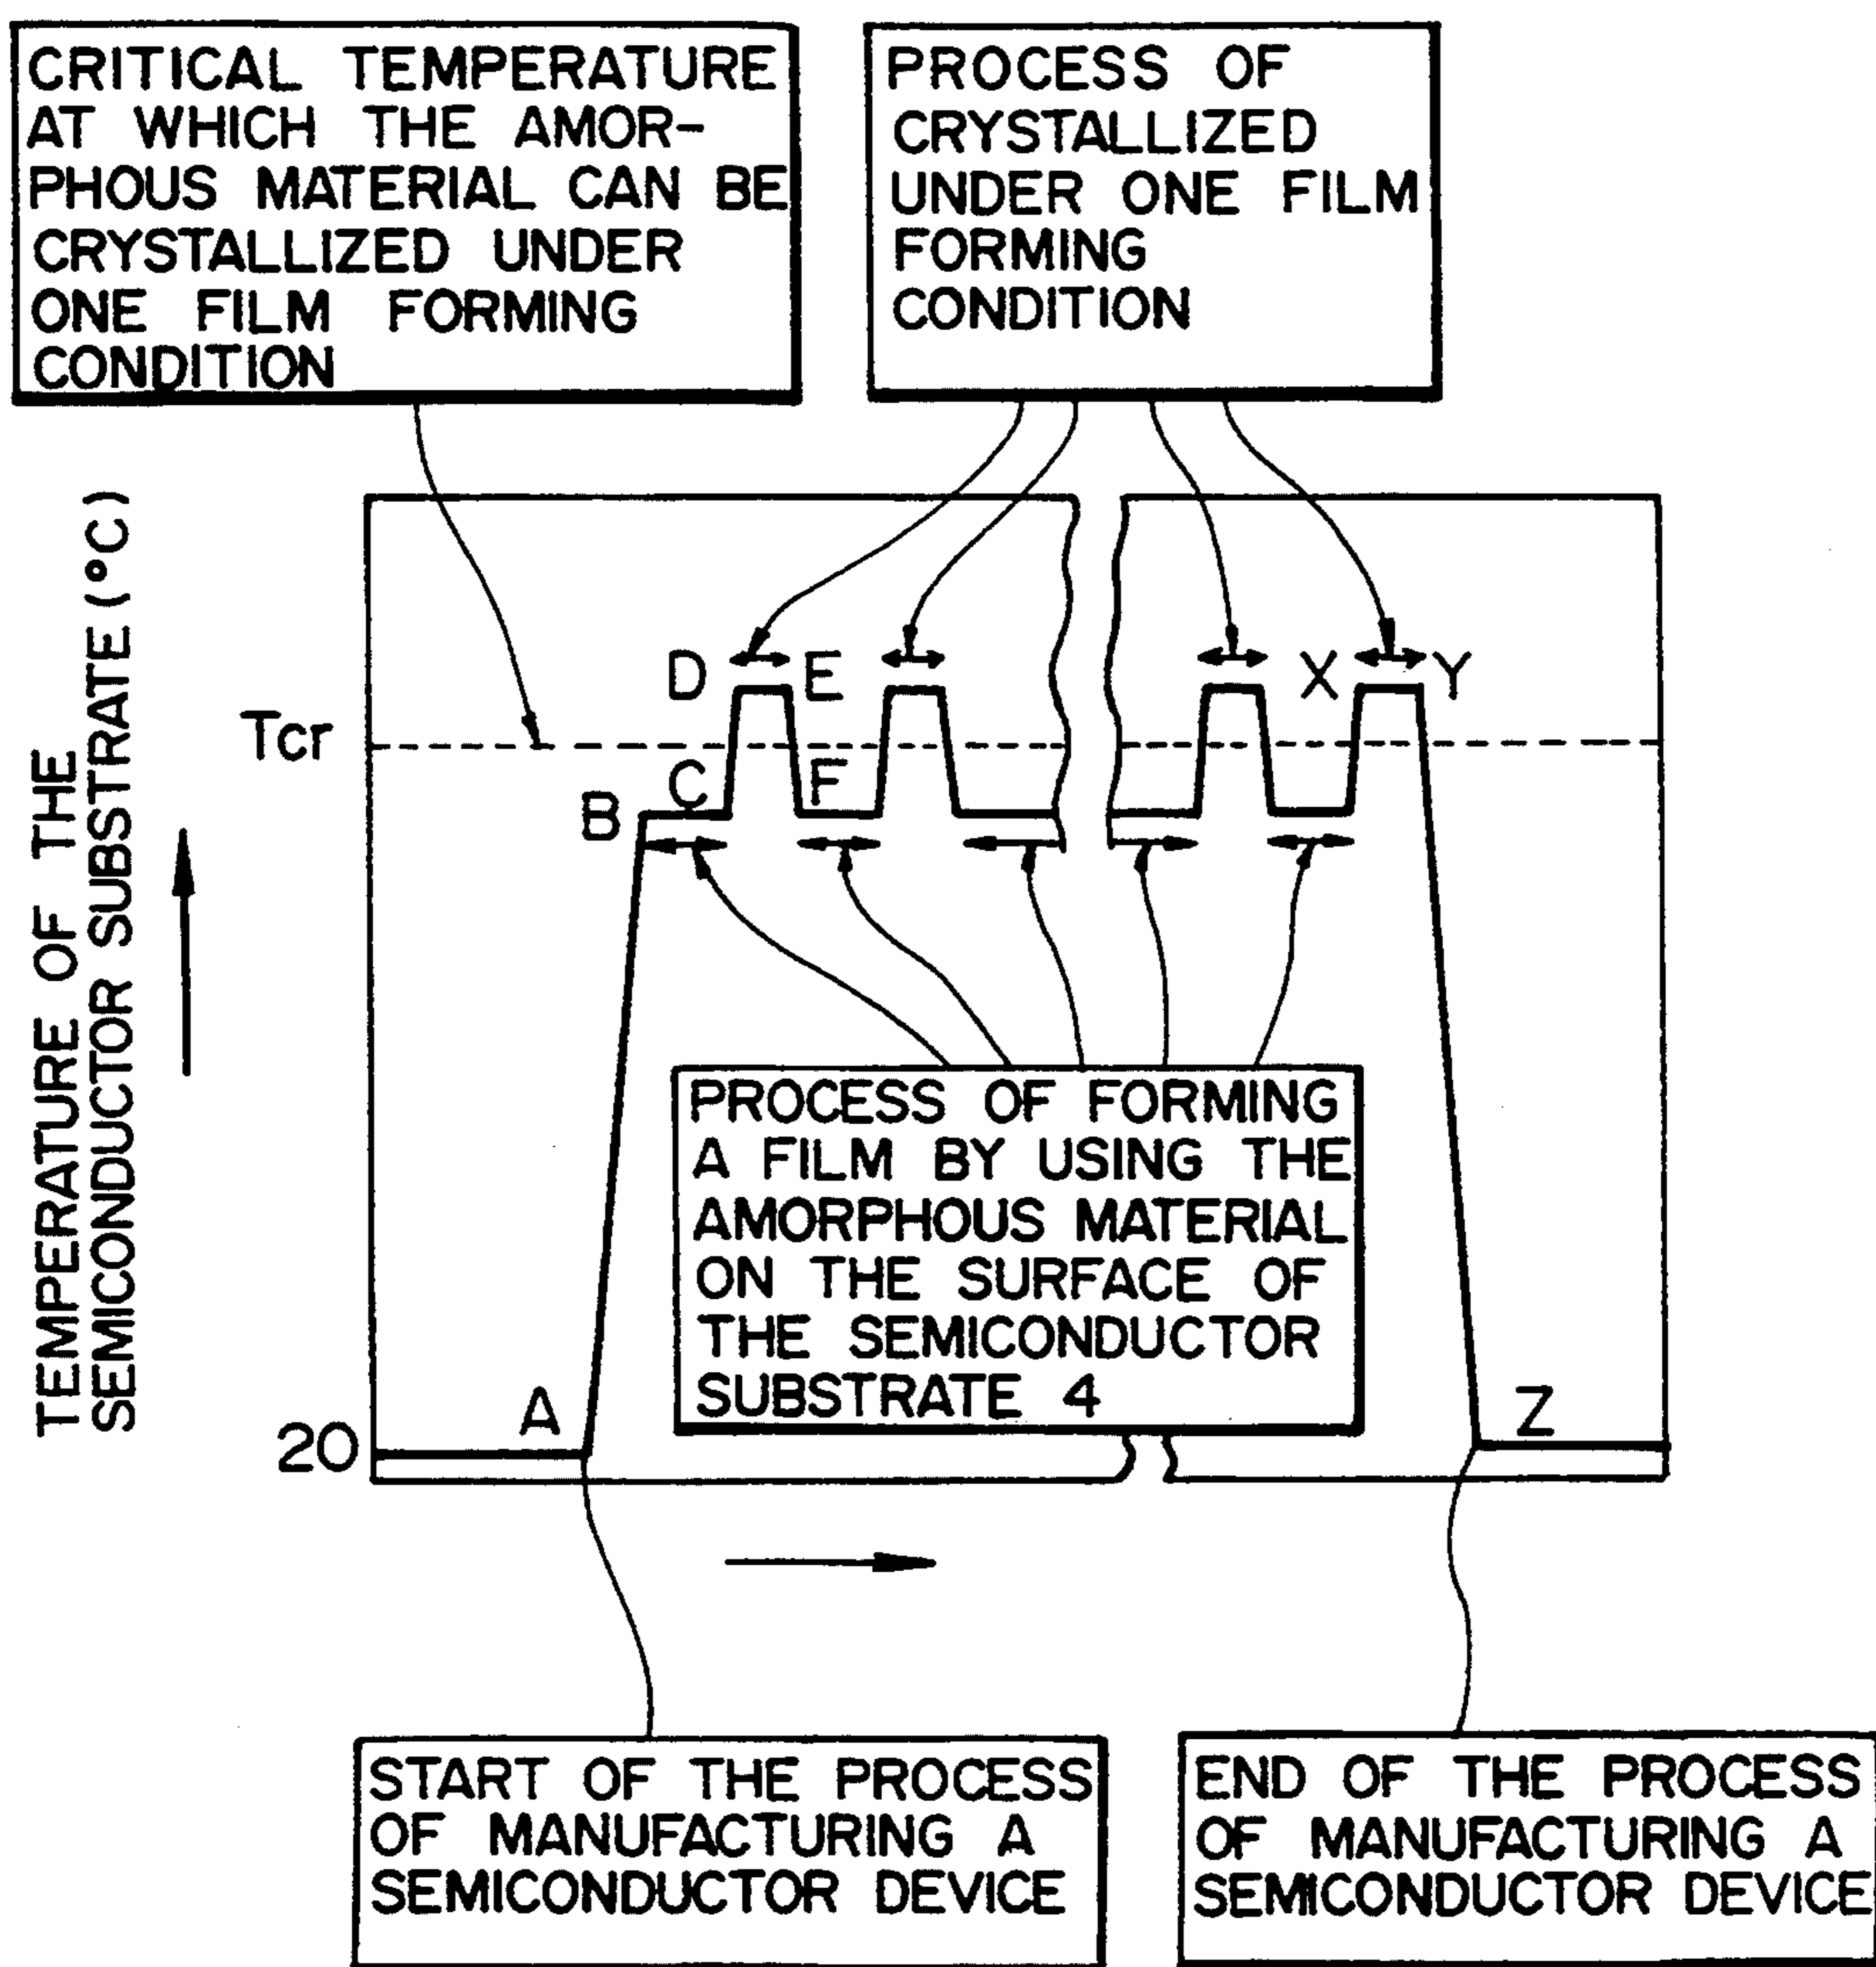 CRITICAL TEMPERATURE
AT WHICH THE AMOR-
PHOUS MATERIAL CAN BE
CRYSTALLIZED UNDER
ONE FILM FORMING
CONDITION
PROCESS OF
CRYSTALLIZED
UNDER ONE FILM
FORMING
CONDITION
TEMPERATURE OF THE
SEMICONDUCTOR SUBSTRATE (°C)
D E X Y
Tcr
B C F
PROCESS OF FORMING
A FILM BY USING THE
AMORPHOUS MATERIAL
ON THE SURFACE OF
THE SEMICONDUCTOR
SUBSTRATE 4
A Z
20
START OF THE PROCESS
OF MANUFACTURING A
SEMICONDUCTOR DEVICE
END OF THE PROCESS
OF MANUFACTURING A
SEMICONDUCTOR DEVICE